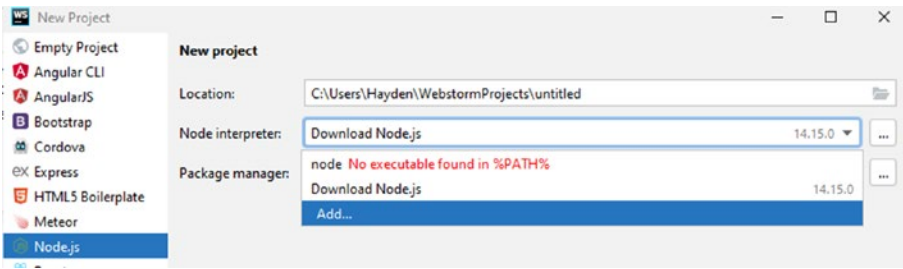 WS New Project
Empty Project
Angular CLI
AngularJS
Bootstrap
Cordova
ex Express
HTML5 Boilerplate
Meteor
Node.js
New project
Location: C:\Users\Hayden\WebstormProjects\untitled
Node interpreter: Download Node.js 14.15.0 ...
node No executable found in %PATH%
Package manager: ...
Download Node.js 14.15.0
Add...